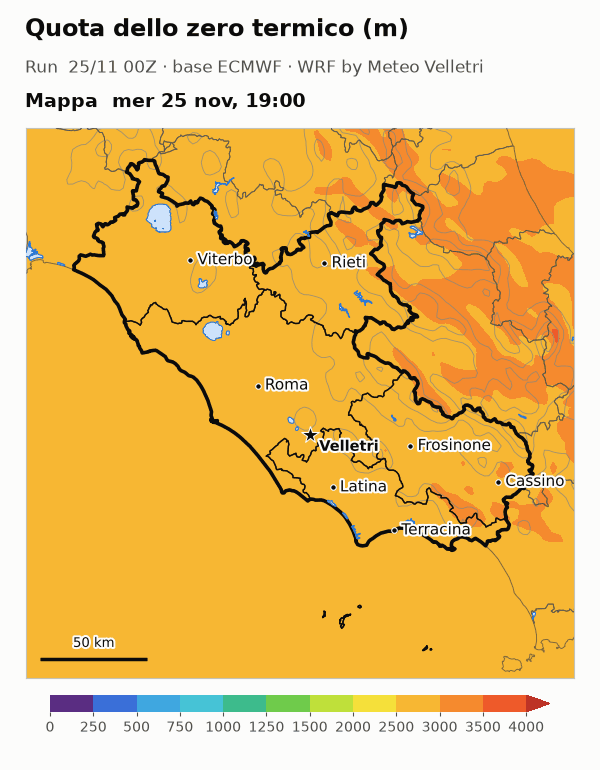 Quota dello zero termico (m)
Run  25/11 00Z · base ECMWF · WRF by Meteo Velletri
Mappa  mer 25 nov, 19:00
Viterbo
Rieti
Roma
Velletri
Frosinone
Latina
Cassino
Terracina
50 km
0 250 500 750 1000 1250 1500 2000 2500 3000 3500 4000